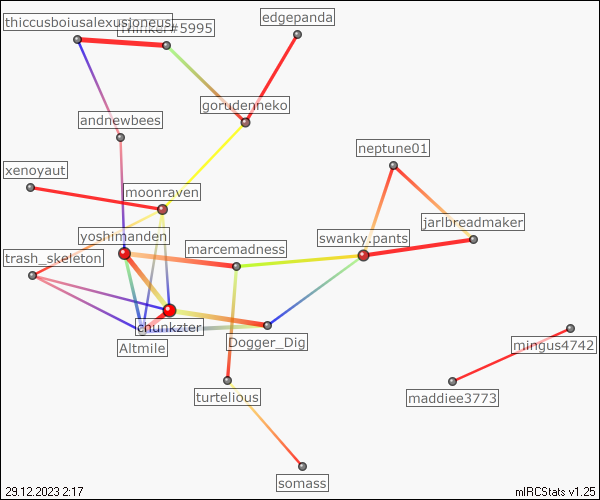 edgepanda
thiccusboiusalexusjoneus
Thinker#5995
gorudenneko
andnewbees
neptune01
xenoyaut
moonraven
jarlbreadmaker
yoshimanden
swanky.pants
marcemadness
trash_skeleton
chunkzter
Dogger_Dig
mingus4742
Altmile
turtelious
maddiee3773
somass
29.12.2023 2:17
mIRCStats v1.25